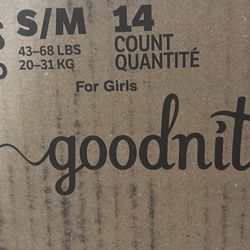 S/M 14
43–68 LBS COUNT
20–31 KG QUANTITÉ
For Girls
goodnit